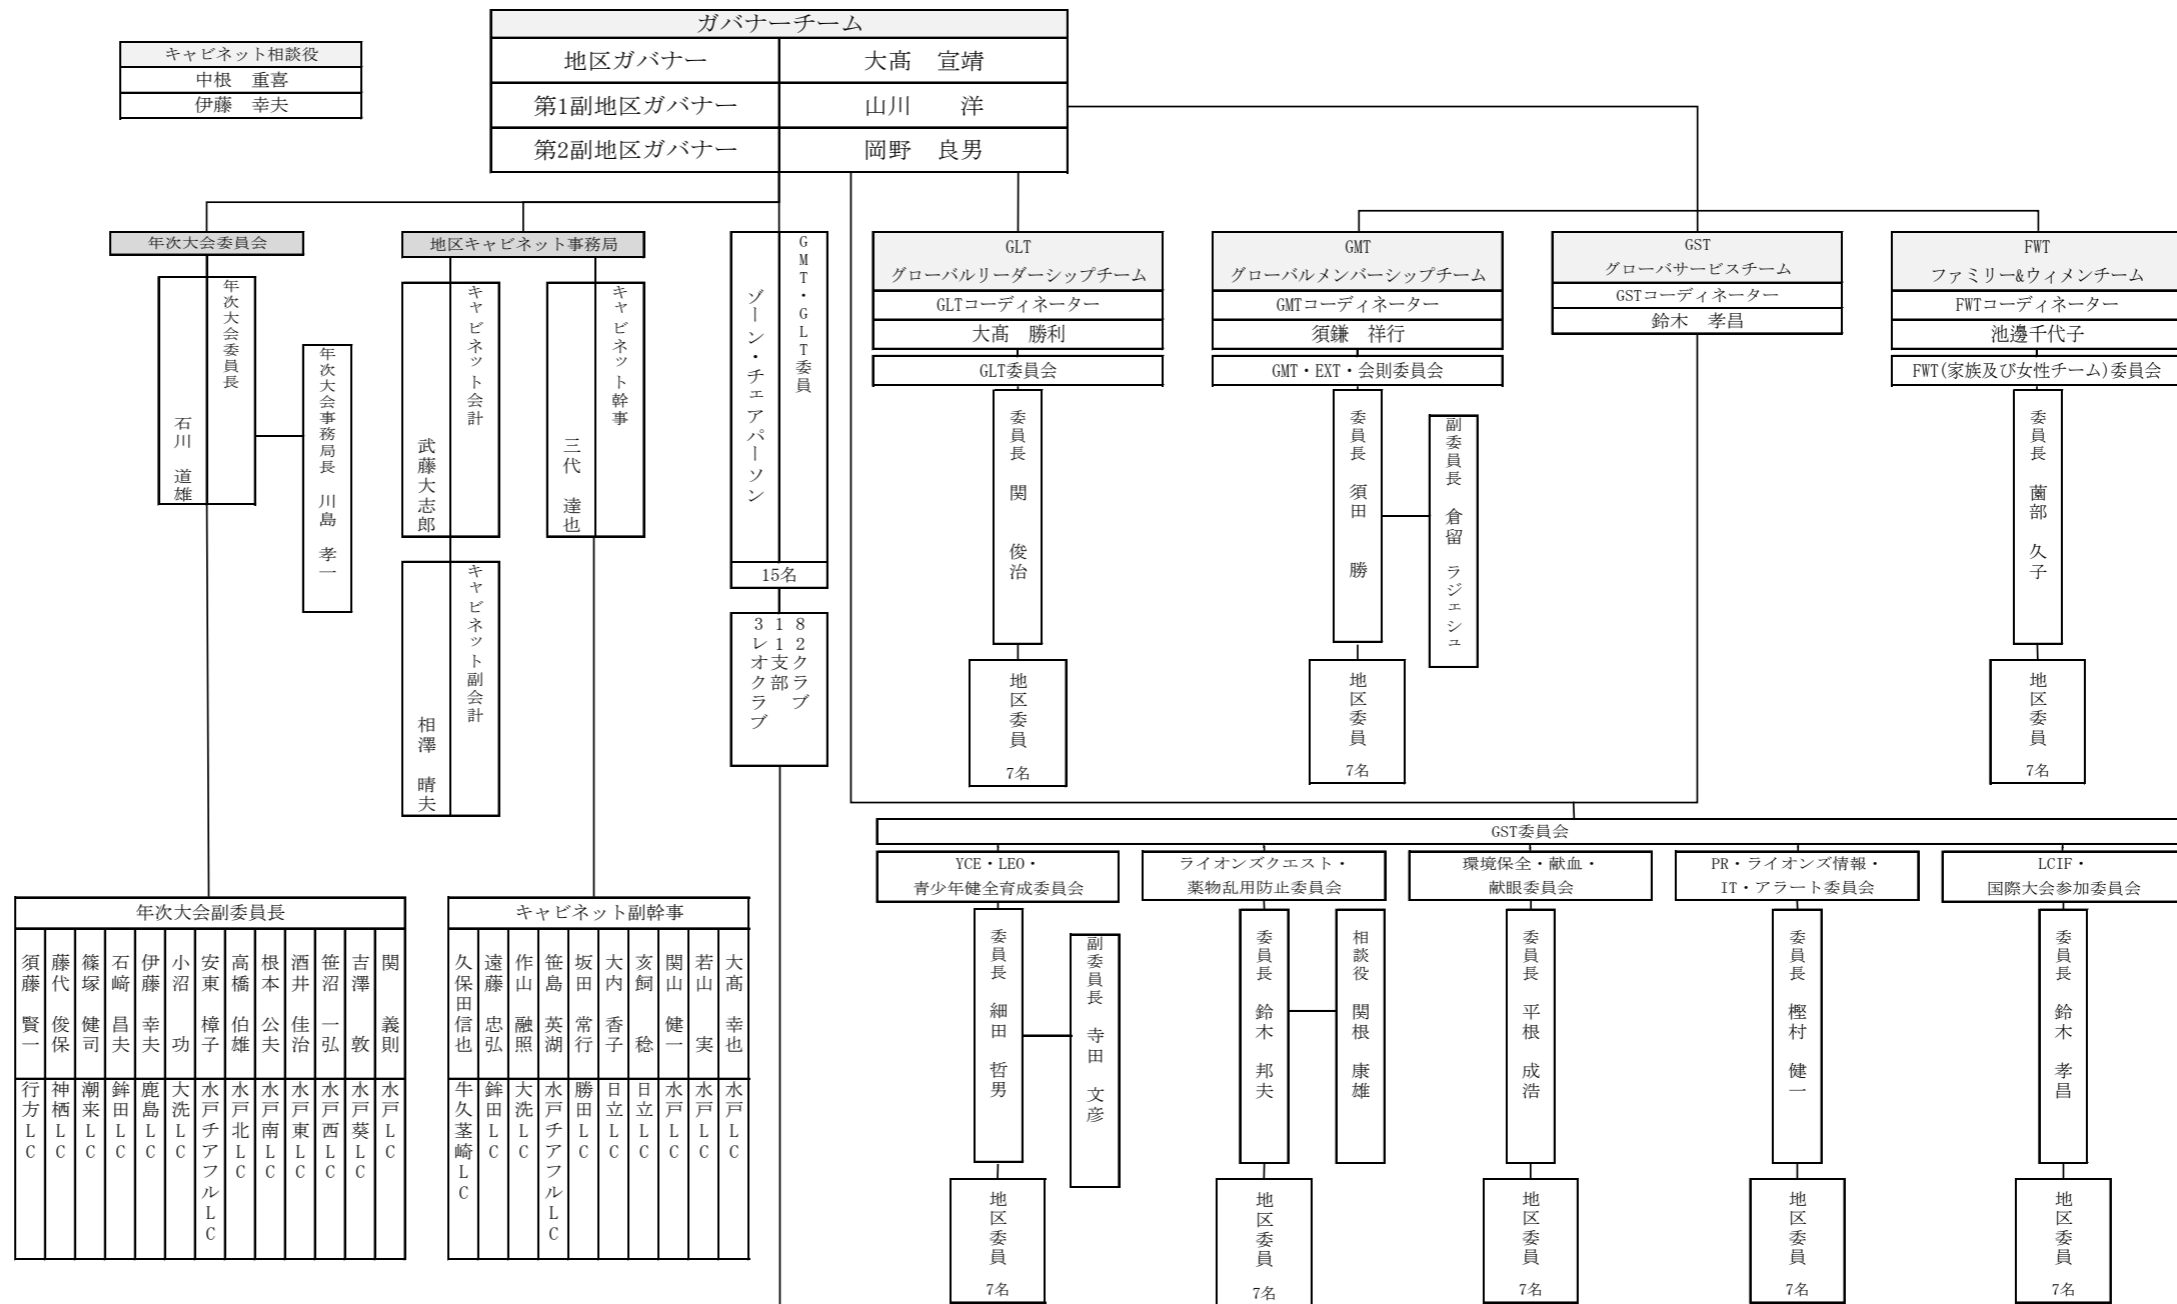 ガバナーチーム
地区ガバナー 大髙 宣靖
第1副地区ガバナー 山川 洋
第2副地区ガバナー 岡野 良男
キャビネット相談役
中根 重喜
伊藤 幸夫
年次大会委員会
年次大会委員長
石川 道雄
年次大会事務局長 川島 孝一
地区キャビネット事務局
キャビネット会計
武藤大志郎
キャビネット副会計
相澤 晴夫
キャビネット幹事
三代 達也
GMT・GLT委員
ゾーン・チェアパーソン
15名
82クラブ
11支部
3レオクラブ
GLT
グローバルリーダーシップチーム
GLTコーディネーター
大髙 勝利
GLT委員会
委員長 関 俊治
地区委員 7名
GMT
グローバルメンバーシップチーム
GMTコーディネーター
須鎌 祥行
GMT・EXT・会則委員会
委員長 須田 勝
副委員長 倉留 ラジェシュ
地区委員 7名
GST
グローバサービスチーム
GSTコーディネーター
鈴木 孝昌
FWT
ファミリー&ウィメンチーム
FWTコーディネーター
池邊千代子
FWT(家族及び女性チーム)委員会
委員長 薗部 久子
地区委員 7名
GST委員会
YCE・LEO・
青少年健全育成委員会
委員長 細田 哲男
副委員長 寺田 文彦
地区委員 7名
ライオンズクエスト・
薬物乱用防止委員会
委員長 鈴木 邦夫
相談役 関根 康雄
地区委員 7名
環境保全・献血・
献眼委員会
委員長 平根 成浩
地区委員 7名
PR・ライオンズ情報・
IT・アラート委員会
委員長 樫村 健一
地区委員 7名
LCIF・
国際大会参加委員会
委員長 鈴木 孝昌
地区委員 7名
年次大会副委員長
関 義則 水戸LC
吉澤 敦 水戸葵LC
笹沼 一弘 水戸西LC
酒井 佳治 水戸東LC
根本 公夫 水戸南LC
高橋 伯雄 水戸北LC
安東 樟子 水戸チアフルLC
小沼 功 大洗LC
伊藤 幸夫 鹿島LC
石﨑 昌夫 鉾田LC
篠塚 健司 潮来LC
藤代 俊保 神栖LC
須藤 賢一 行方LC
キャビネット副幹事
大髙 幸也 水戸LC
若山 実 水戸LC
関山 健一 水戸LC
亥飼 稔 日立LC
大内 香子 日立LC
坂田 常行 勝田LC
笹島 英湖 水戸チアフルLC
作山 融照 大洗LC
遠藤 忠弘 鉾田LC
久保田信也 牛久茎崎LC